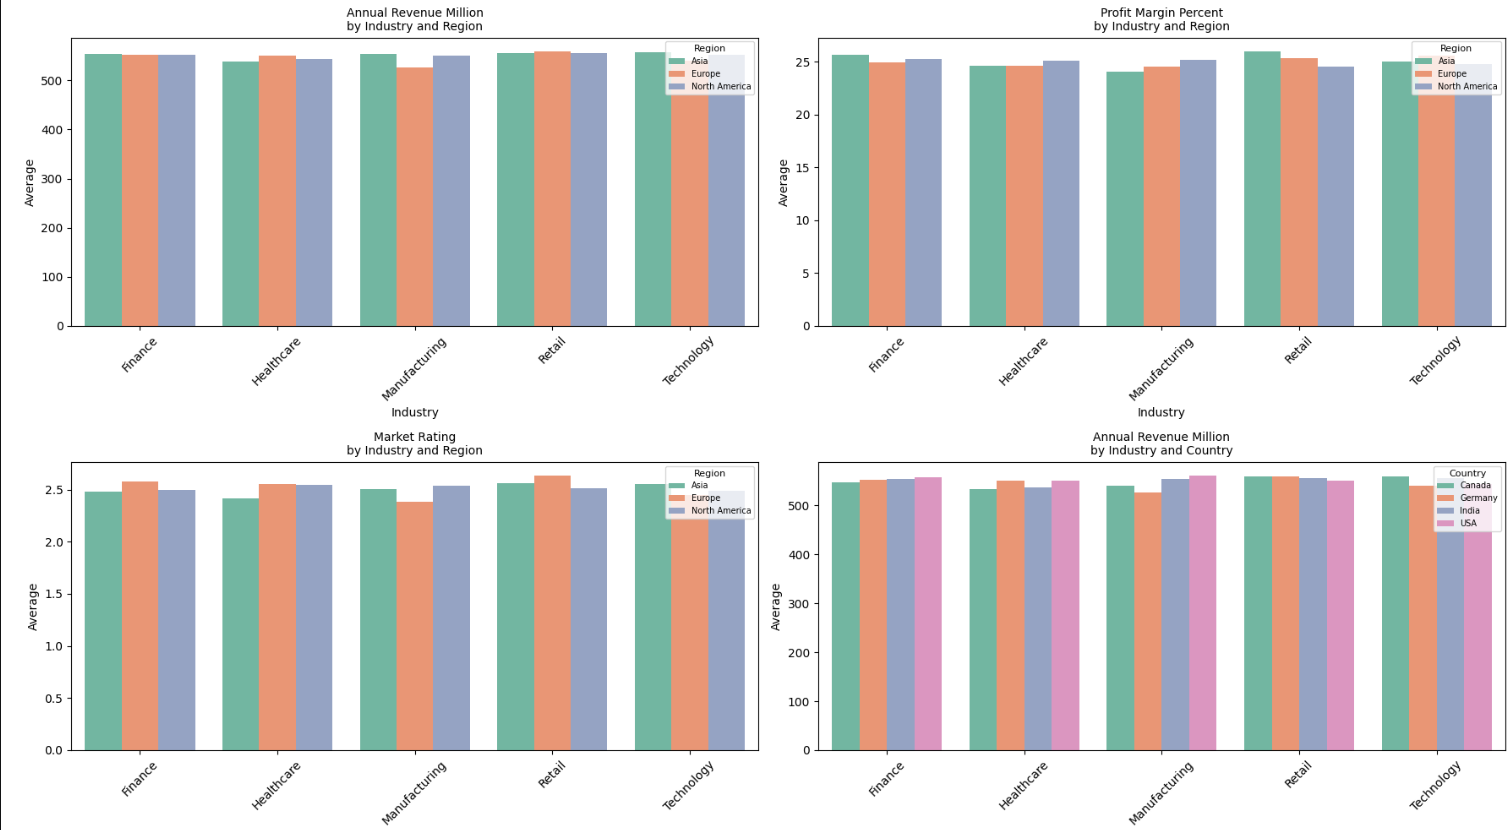 Annual Revenue Million
by Industry and Region
Region
Asia
Europe
North America
Average
500
400
300
200
100
0
Finance
Healthcare
Manufacturing
Retail
Technology
Industry
Profit Margin Percent
by Industry and Region
Region
Asia
Europe
North America
Average
25
20
15
10
5
0
Finance
Healthcare
Manufacturing
Retail
Technology
Industry
Market Rating
by Industry and Region
Region
Asia
Europe
North America
Average
2.5
2.0
1.5
1.0
0.5
0.0
Finance
Healthcare
Manufacturing
Retail
Technology
Annual Revenue Million
by Industry and Country
Country
Canada
Germany
India
USA
Average
500
400
300
200
100
0
Finance
Healthcare
Manufacturing
Retail
Technology